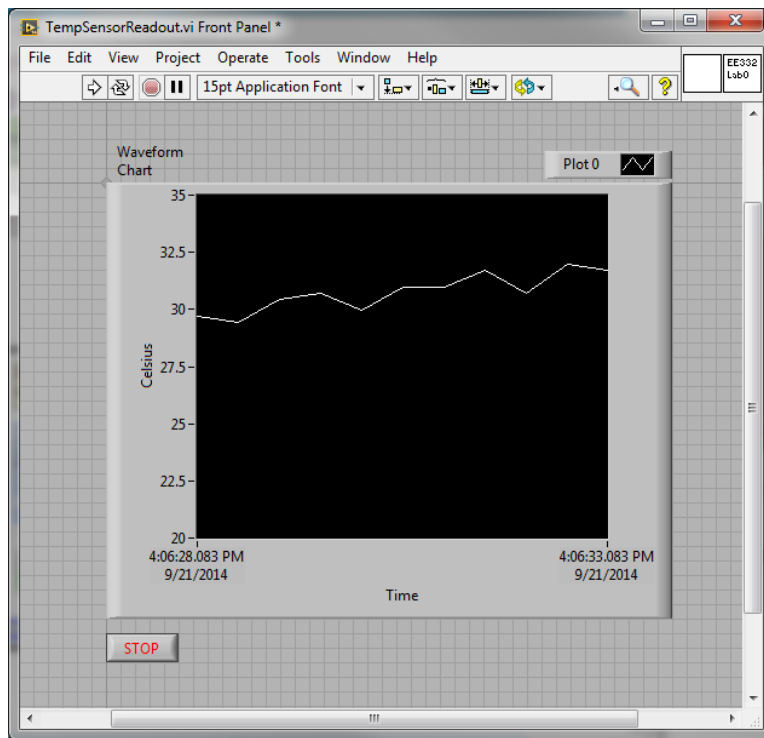 TempSensorReadout.vi Front Panel *
File Edit View Project Operate Tools Window Help
15pt Application Font
EE332
Lab0
Waveform
Chart
Plot 0
35
32.5
30
27.5
25
22.5
20
Celsius
4:06:28.083 PM
9/21/2014
4:06:33.083 PM
9/21/2014
Time
STOP